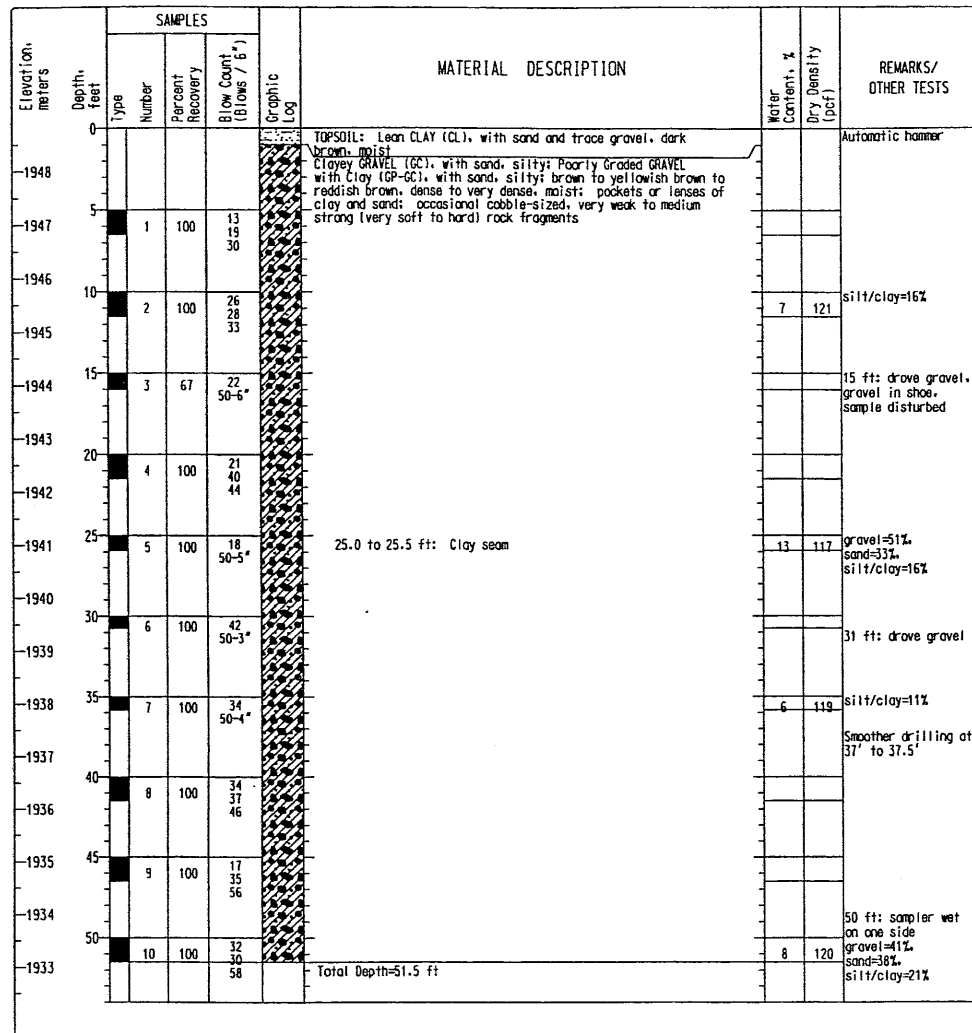 SAMPLES
Elevation, meters
Depth, feet
Type
Number
Percent Recovery
Blow Count (Blows / 6")
Graphic Log
MATERIAL DESCRIPTION
Water Content, %
Dry Density (pcf)
REMARKS/
OTHER TESTS
0
TOPSOIL: Lean CLAY (CL), with sand and trace gravel, dark
brown, moist
Automatic hammer
Clayey GRAVEL (GC), with sand, silty; Poorly Graded GRAVEL
with Clay (GP-GC), with sand, silty; brown to yellowish brown to
reddish brown, dense to very dense, moist; pockets or lenses of
clay and sand; occasional cobble-sized, very weak to medium
strong (very soft to hard) rock fragments
1948
5
1947
1 100 13
19
30
1946
10
2 100 26
28
33
7 121
silt/clay=16%
1945
15
1944
3 67 22
50-6"
15 ft: drove gravel,
gravel in shoe,
sample disturbed
1943
20
4 100 21
40
44
1942
25
1941
5 100 18
50-5"
25.0 to 25.5 ft: Clay seam
13 117
gravel=51%,
sand=33%,
silt/clay=16%
1940
30
6 100 42
50-3"
31 ft: drove gravel
1939
35
1938
7 100 34
50-4"
6 119
silt/clay=11%
Smoother drilling at
37' to 37.5'
1937
40
8 100 34
37
46
1936
45
1935
9 100 17
35
56
1934
50
10 100 32
30
58
8 120
50 ft: sampler wet
on one side
gravel=41%,
sand=38%,
silt/clay=21%
1933
Total Depth=51.5 ft